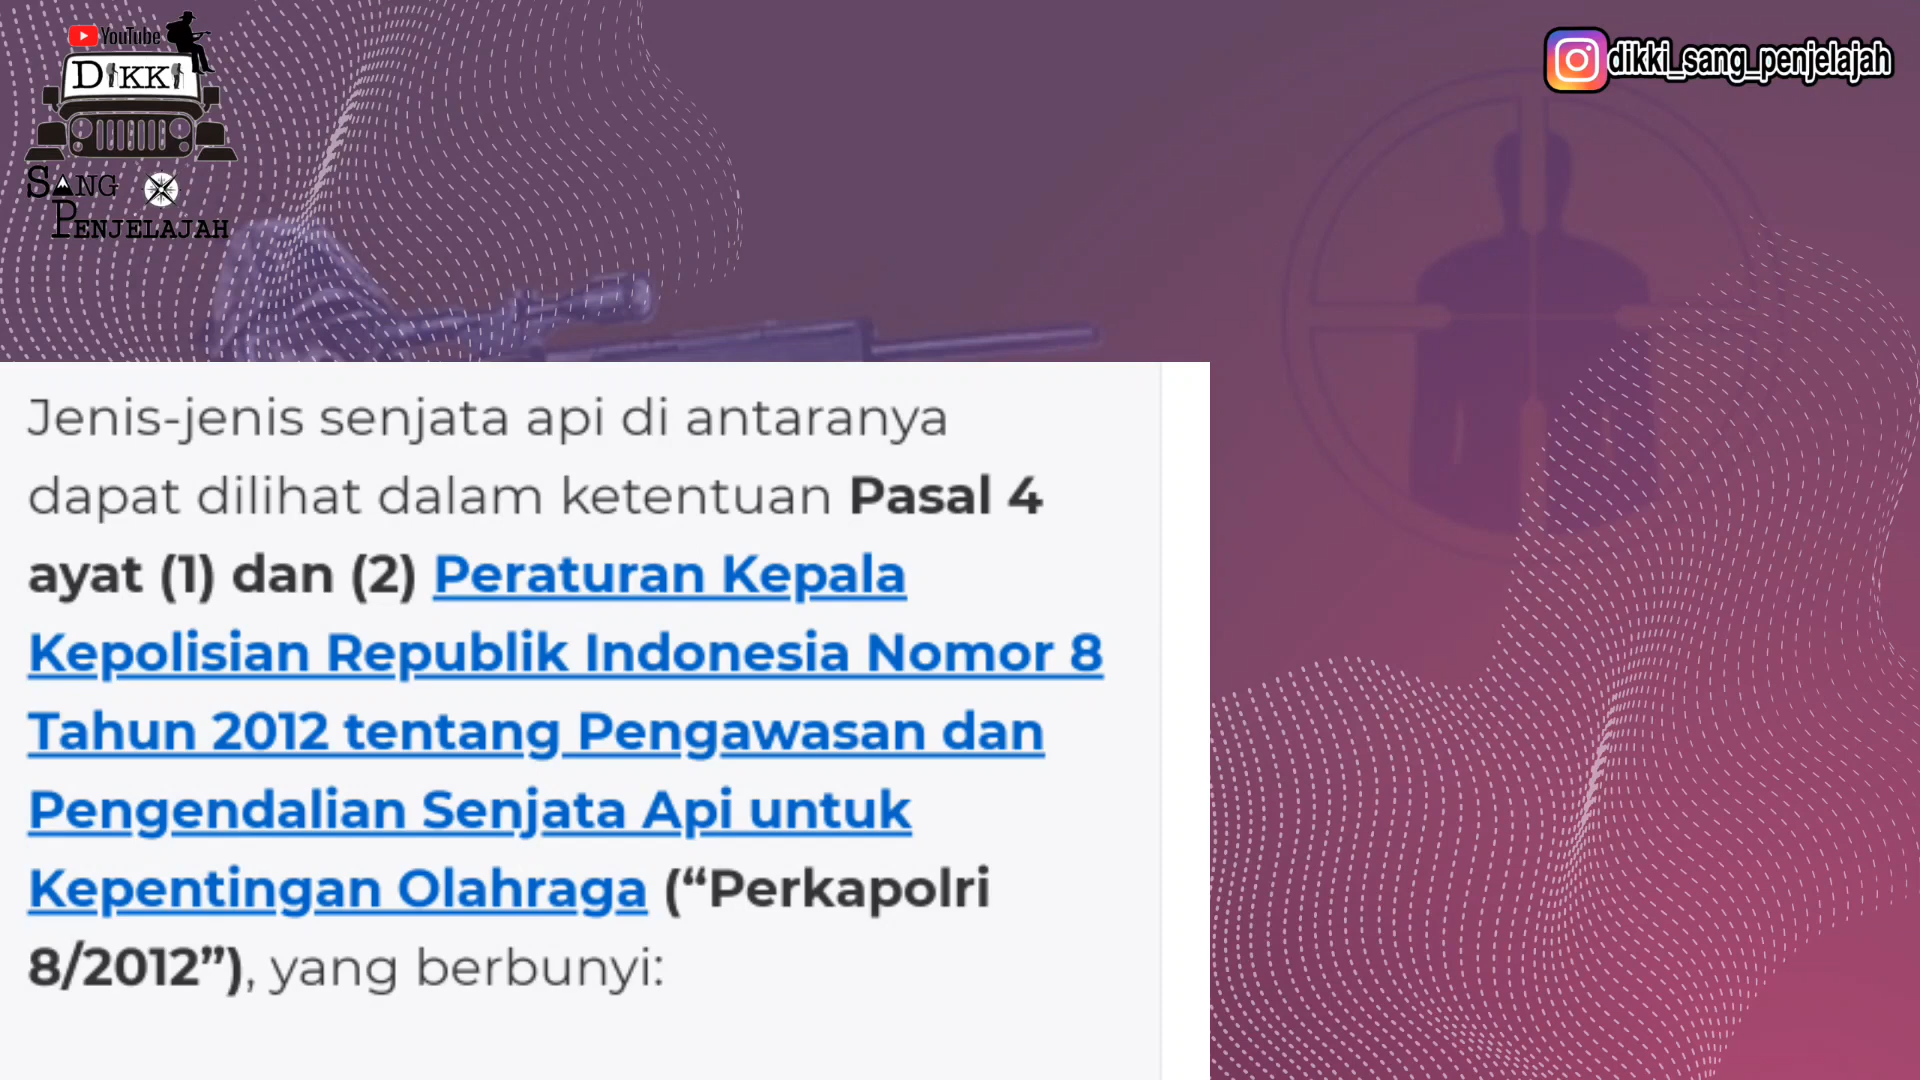 YouTube
DIKKI
SANG
PENJELAJAH
dikki_sang_penjelajah
Jenis-jenis senjata api di antaranya
dapat dilihat dalam ketentuan Pasal 4
ayat (1) dan (2) Peraturan Kepala
Kepolisian Republik Indonesia Nomor 8
Tahun 2012 tentang Pengawasan dan
Pengendalian Senjata Api untuk
Kepentingan Olahraga (“Perkapolri
8/2012”), yang berbunyi: